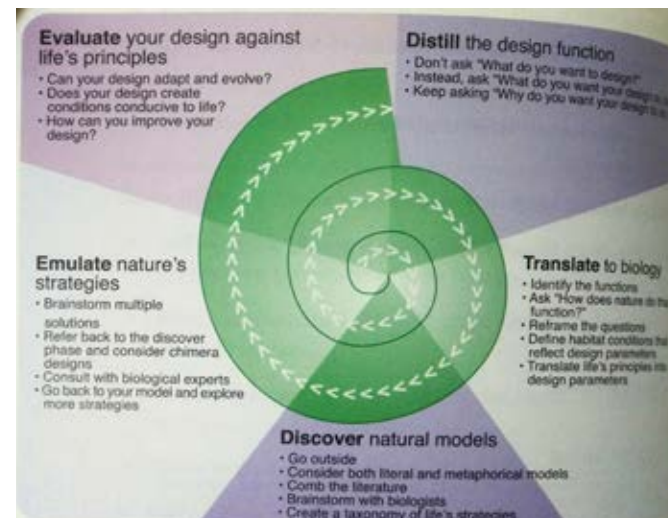 Evaluate your design against
life's principles
• Can your design adapt and evolve?
• Does your design create
conditions conducive to life?
• How can you improve your
design?
Distill the design function
• Don't ask "What do you want to design?"
• Instead, ask "What do you want your design
• Keep asking "Why do you want your design to
Translate to biology
• Identify the functions
• Ask "How does nature do
function?"
• Reframe the questions
• Define habitat conditions
reflect design parameters
• Translate life's principles
design parameters
Discover natural models
• Go outside
• Consider both literal and metaphorical models
• Comb the literature
• Brainstorm with biologists
• Create a taxonomy of life's strategies
Emulate nature's
strategies
• Brainstorm multiple
solutions
• Refer back to the discover
phase and consider chimera
designs
• Consult with biological experts
• Go back to your model and explore
more strategies